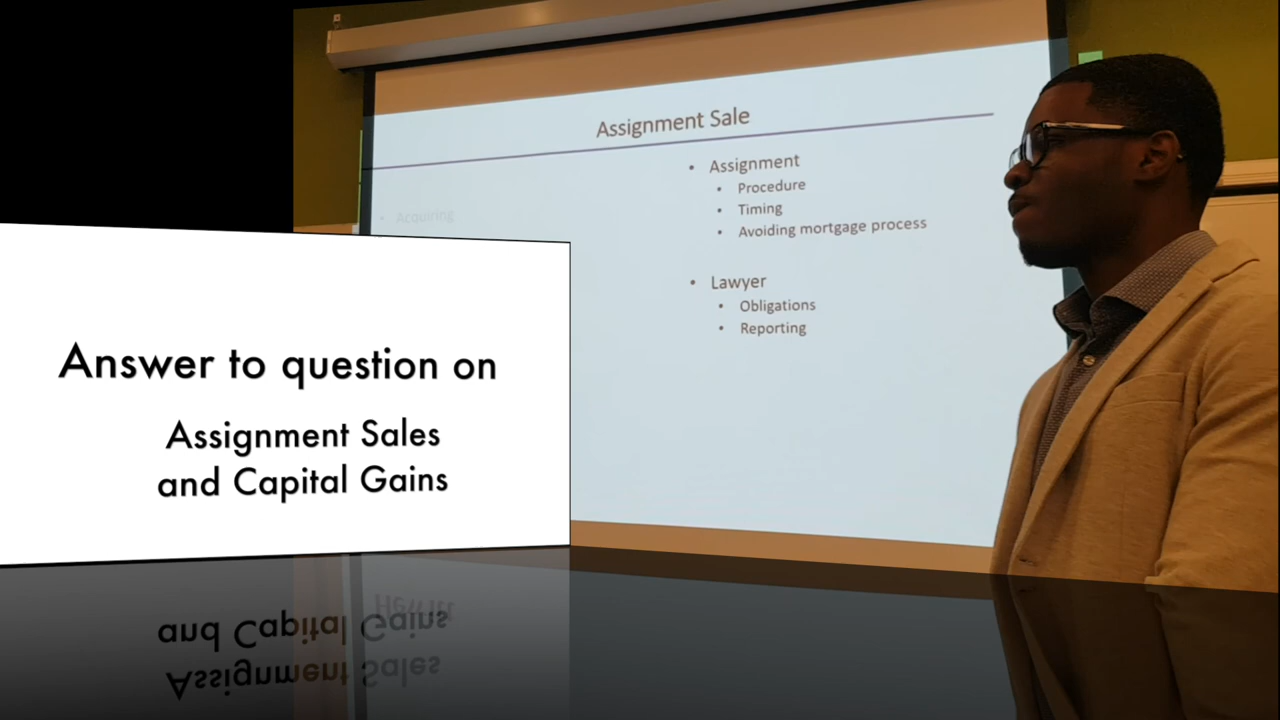 Assignment Sale
Acquiring
• Assignment
• Procedure
• Timing
• Avoiding mortgage process
• Lawyer
• Obligations
• Reporting
Answer to question on
Assignment Sales
and Capital Gains